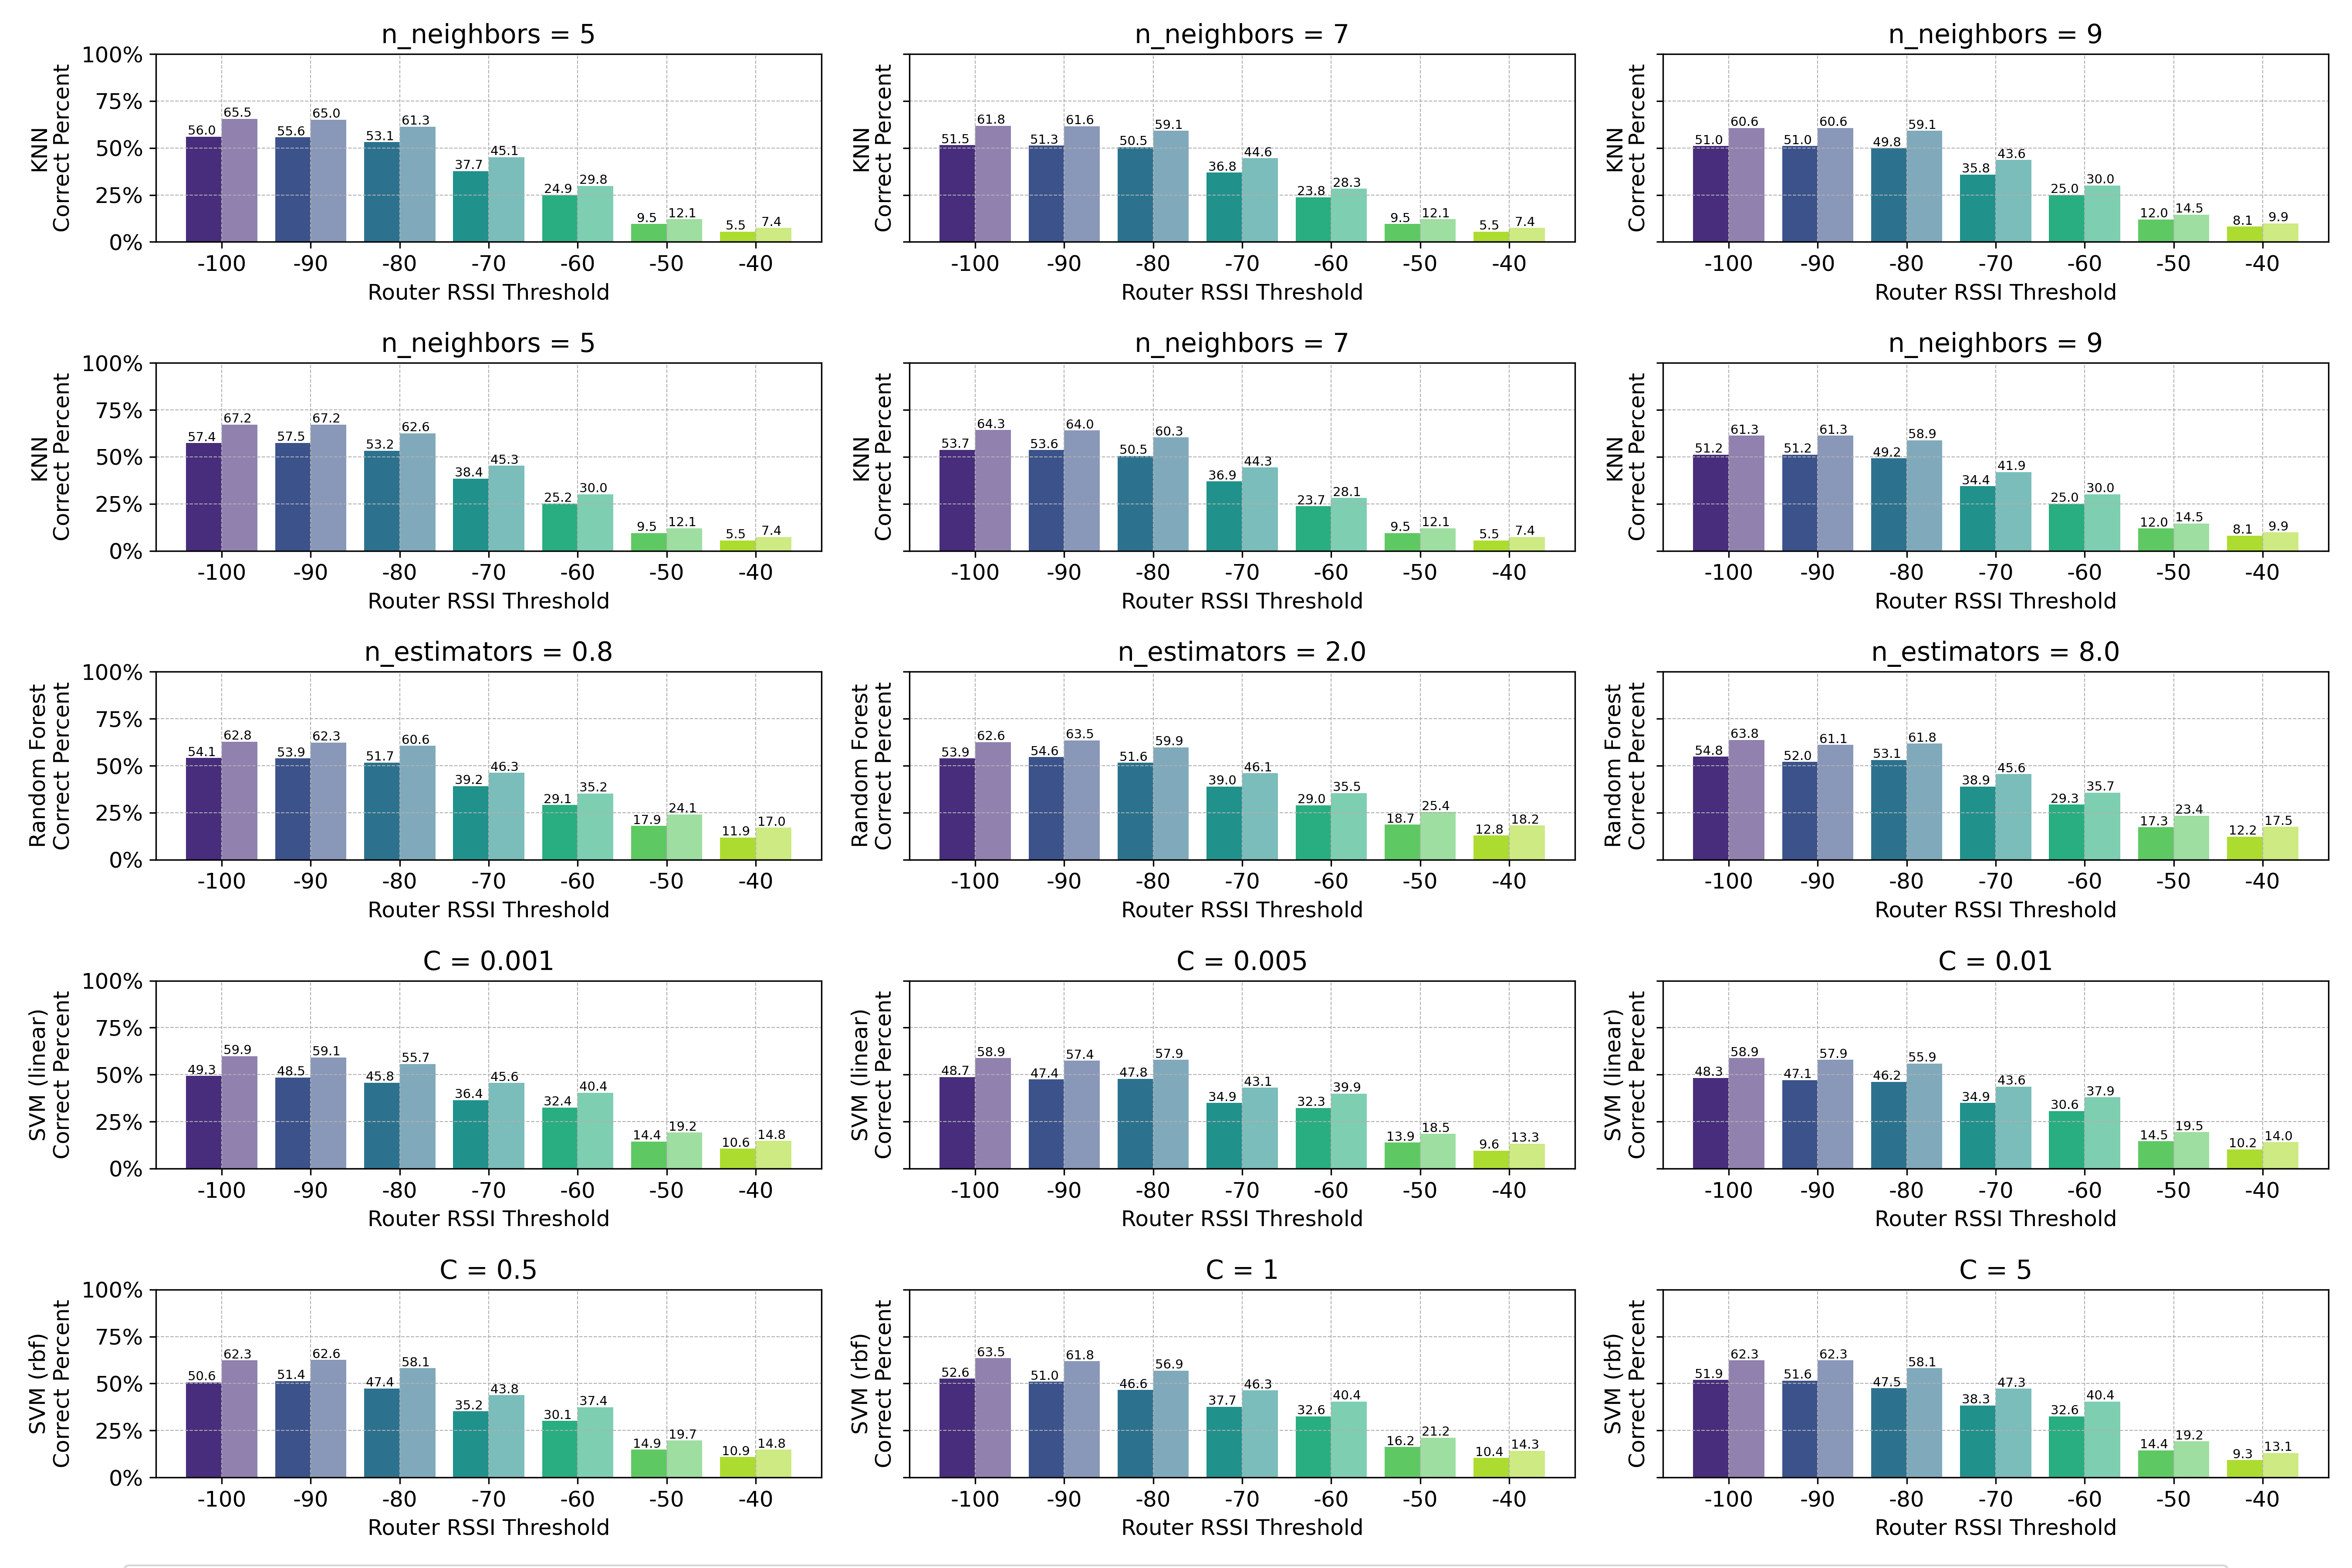 n_neighbors = 5
KNN
Correct Percent
100%
75%
50%
25%
0%
56.0 65.5 55.6 65.0 53.1 61.3 37.7 45.1 24.9 29.8 9.5 12.1 5.5 7.4
-100 -90 -80 -70 -60 -50 -40
Router RSSI Threshold
n_neighbors = 7
KNN
Correct Percent
51.5 61.8 51.3 61.6 50.5 59.1 36.8 44.6 23.8 28.3 9.5 12.1 5.5 7.4
-100 -90 -80 -70 -60 -50 -40
Router RSSI Threshold
n_neighbors = 9
KNN
Correct Percent
51.0 60.6 51.0 60.6 49.8 59.1 35.8 43.6 25.0 30.0 12.0 14.5 8.1 9.9
-100 -90 -80 -70 -60 -50 -40
Router RSSI Threshold
n_neighbors = 5
KNN
Correct Percent
100%
75%
50%
25%
0%
57.4 67.2 57.5 67.2 53.2 62.6 38.4 45.3 25.2 30.0 9.5 12.1 5.5 7.4
-100 -90 -80 -70 -60 -50 -40
Router RSSI Threshold
n_neighbors = 7
KNN
Correct Percent
53.7 64.3 53.6 64.0 50.5 60.3 36.9 44.3 23.7 28.1 9.5 12.1 5.5 7.4
-100 -90 -80 -70 -60 -50 -40
Router RSSI Threshold
n_neighbors = 9
KNN
Correct Percent
51.2 61.3 51.2 61.3 49.2 58.9 34.4 41.9 25.0 30.0 12.0 14.5 8.1 9.9
-100 -90 -80 -70 -60 -50 -40
Router RSSI Threshold
n_estimators = 0.8
Random Forest
Correct Percent
100%
75%
50%
25%
0%
54.1 62.8 53.9 62.3 51.7 60.6 39.2 46.3 29.1 35.2 17.9 24.1 11.9 17.0
-100 -90 -80 -70 -60 -50 -40
Router RSSI Threshold
n_estimators = 2.0
Random Forest
Correct Percent
53.9 62.6 54.6 63.5 51.6 59.9 39.0 46.1 29.0 35.5 18.7 25.4 12.8 18.2
-100 -90 -80 -70 -60 -50 -40
Router RSSI Threshold
n_estimators = 8.0
Random Forest
Correct Percent
54.8 63.8 52.0 61.1 53.1 61.8 38.9 45.6 29.3 35.7 17.3 23.4 12.2 17.5
-100 -90 -80 -70 -60 -50 -40
Router RSSI Threshold
C = 0.001
SVM (linear)
Correct Percent
100%
75%
50%
25%
0%
49.3 59.9 48.5 59.1 45.8 55.7 36.4 45.6 32.4 40.4 14.4 19.2 10.6 14.8
-100 -90 -80 -70 -60 -50 -40
Router RSSI Threshold
C = 0.005
SVM (linear)
Correct Percent
48.7 58.9 47.4 57.4 47.8 57.9 34.9 43.1 32.3 39.9 13.9 18.5 9.6 13.3
-100 -90 -80 -70 -60 -50 -40
Router RSSI Threshold
C = 0.01
SVM (linear)
Correct Percent
48.3 58.9 47.1 57.9 46.2 55.9 34.9 43.6 30.6 37.9 14.5 19.5 10.2 14.0
-100 -90 -80 -70 -60 -50 -40
Router RSSI Threshold
C = 0.5
SVM (rbf)
Correct Percent
100%
75%
50%
25%
0%
50.6 62.3 51.4 62.6 47.4 58.1 35.2 43.8 30.1 37.4 14.9 19.7 10.9 14.8
-100 -90 -80 -70 -60 -50 -40
Router RSSI Threshold
C = 1
SVM (rbf)
Correct Percent
52.6 63.5 51.0 61.8 46.6 56.9 37.7 46.3 32.6 40.4 16.2 21.2 10.4 14.3
-100 -90 -80 -70 -60 -50 -40
Router RSSI Threshold
C = 5
SVM (rbf)
Correct Percent
51.9 62.3 51.6 62.3 47.5 58.1 38.3 47.3 32.6 40.4 14.4 19.2 9.3 13.1
-100 -90 -80 -70 -60 -50 -40
Router RSSI Threshold